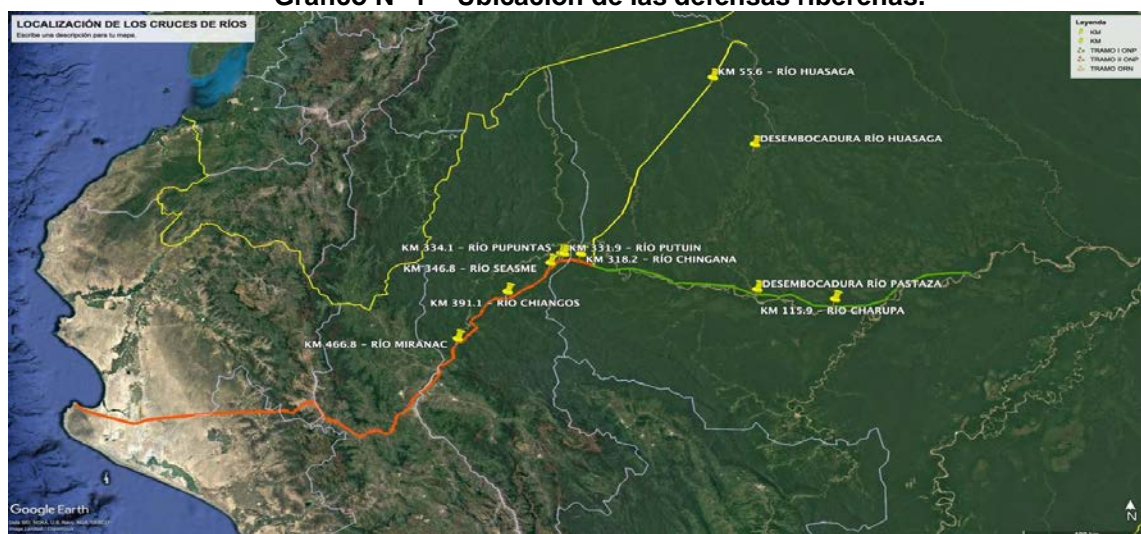 Gráfico N° 1 – Ubicación de las defensas ribereñas.
LOCALIZACIÓN DE LOS CRUCES DE RÍOS
Escribe una descripción para tu mapa.
Leyenda
KM
KM
TRAMO I ONP
TRAMO II ONP
TRAMO ORN
KM 55.6 – RÍO HUASAGA
DESEMBOCADURA RÍO HUASAGA
KM 334.1 – RÍO PUPUNTAS
KM 331.9 – RÍO PUTUIN
KM 346.8 – RÍO SEASME
KM 318.2 – RÍO CHINGANA
DESEMBOCADURA RÍO PASTAZA
KM 391.1 – RÍO CHIANGOS
KM 115.9 – RÍO CHARUPA
KM 466.8 – RÍO MIRANAC
Google Earth
N